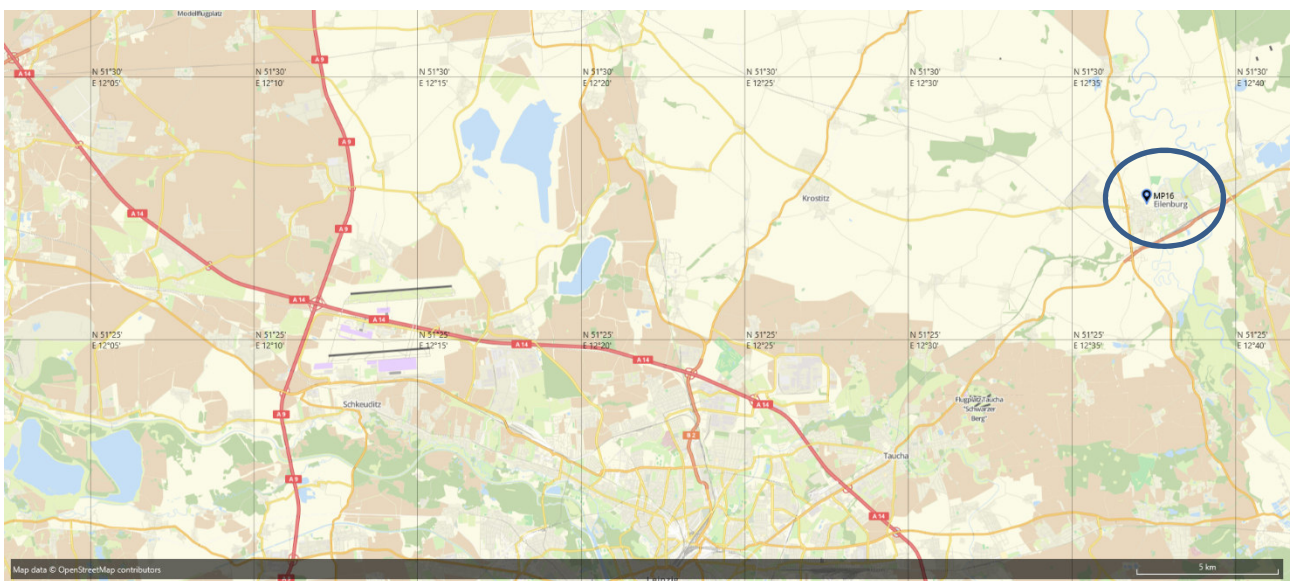 Modellflugplatz
A 9
A 14
N 51°30'
E 12°05'
N 51°30'
E 12°10'
N 51°30'
E 12°15'
N 51°30'
E 12°20'
N 51°30'
E 12°25'
N 51°30'
E 12°30'
N 51°30'
E 12°35'
N 51°30'
E 12°40'
A 9
A 9
MP16
Krostitz
Eilenburg
A 14
A 9
A 14
A 14
N 51°25'
E 12°05'
N 51°25'
E 12°10'
N 51°25'
E 12°15'
N 51°25'
E 12°20'
N 51°25'
E 12°25'
N 51°25'
E 12°30'
N 51°25'
E 12°35'
N 51°25'
E 12°40'
A 14
A 14
Schkeuditz
A 14
A 9
Flugplatz Taucha
"Schwarzer
Berg"
B 2
Taucha
A 9
A 14
Map data © OpenStreetMap contributors
5 km